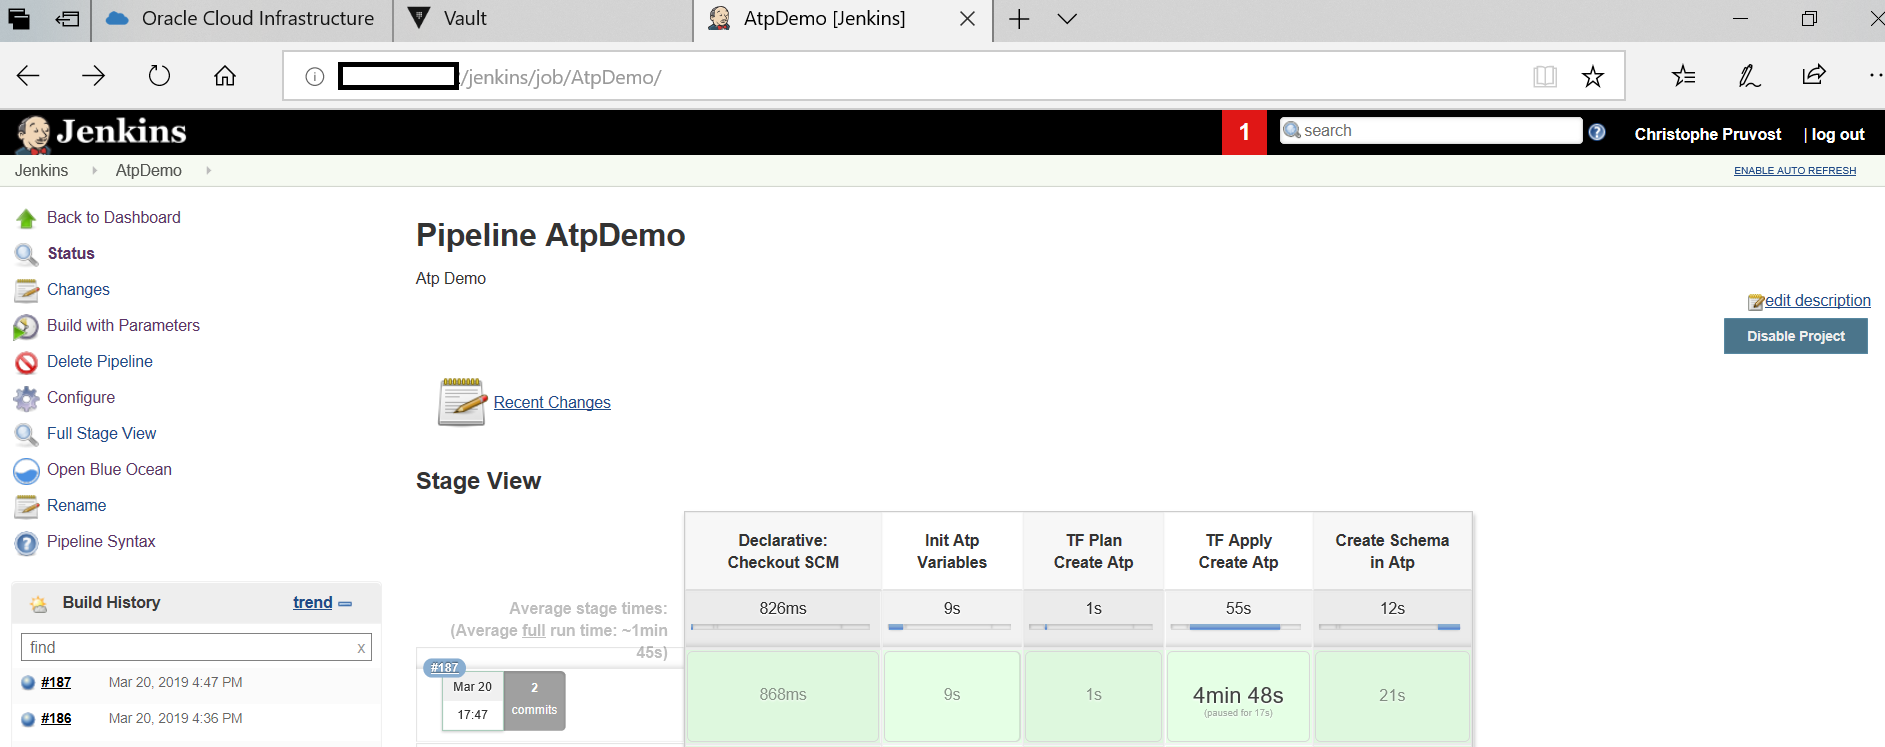 Oracle Cloud Infrastructure
Vault
AtpDemo [Jenkins]
/jenkins/job/AtpDemo/
Jenkins
1
search
Christophe Pruvost
| log out
Jenkins
AtpDemo
ENABLE AUTO REFRESH
Back to Dashboard
Status
Changes
Build with Parameters
Delete Pipeline
Configure
Full Stage View
Open Blue Ocean
Rename
Pipeline Syntax
Build History
trend
find
x
#187 Mar 20, 2019 4:47 PM
#186 Mar 20, 2019 4:36 PM
Pipeline AtpDemo
Atp Demo
edit description
Disable Project
Recent Changes
Stage View
Declarative:
Checkout SCM
Init Atp
Variables
TF Plan
Create Atp
TF Apply
Create Atp
Create Schema
in Atp
Average stage times:
(Average full run time: ~1min
45s)
826ms
9s
1s
55s
12s
#187
Mar 20
17:47
2
commits
868ms
9s
1s
4min 48s
(paused for 17s)
21s